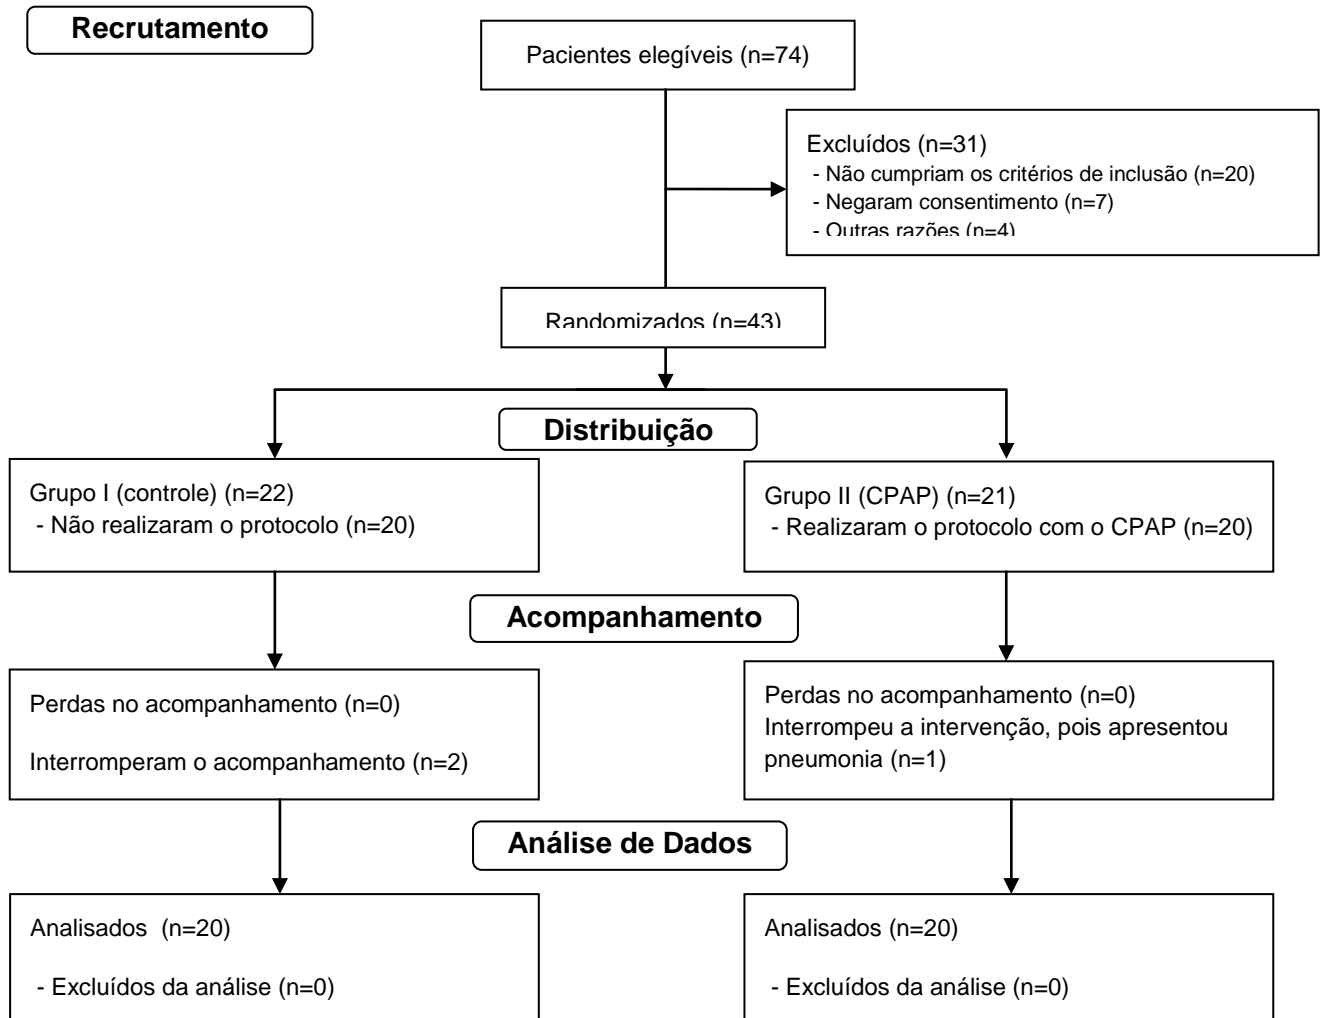 Recrutamento
Pacientes elegíveis (n=74)
Excluídos (n=31)
- Não cumpriam os critérios de inclusão (n=20)
- Negaram consentimento (n=7)
- Outras razões (n=4)
Randomizados (n=43)
Distribuição
Grupo I (controle) (n=22)
- Não realizaram o protocolo (n=20)
Grupo II (CPAP) (n=21)
- Realizaram o protocolo com o CPAP (n=20)
Acompanhamento
Perdas no acompanhamento (n=0)
Interromperam o acompanhamento (n=2)
Perdas no acompanhamento (n=0)
Interrompeu a intervenção, pois apresentou
pneumonia (n=1)
Análise de Dados
Analisados (n=20)
- Excluídos da análise (n=0)
Analisados (n=20)
- Excluídos da análise (n=0)